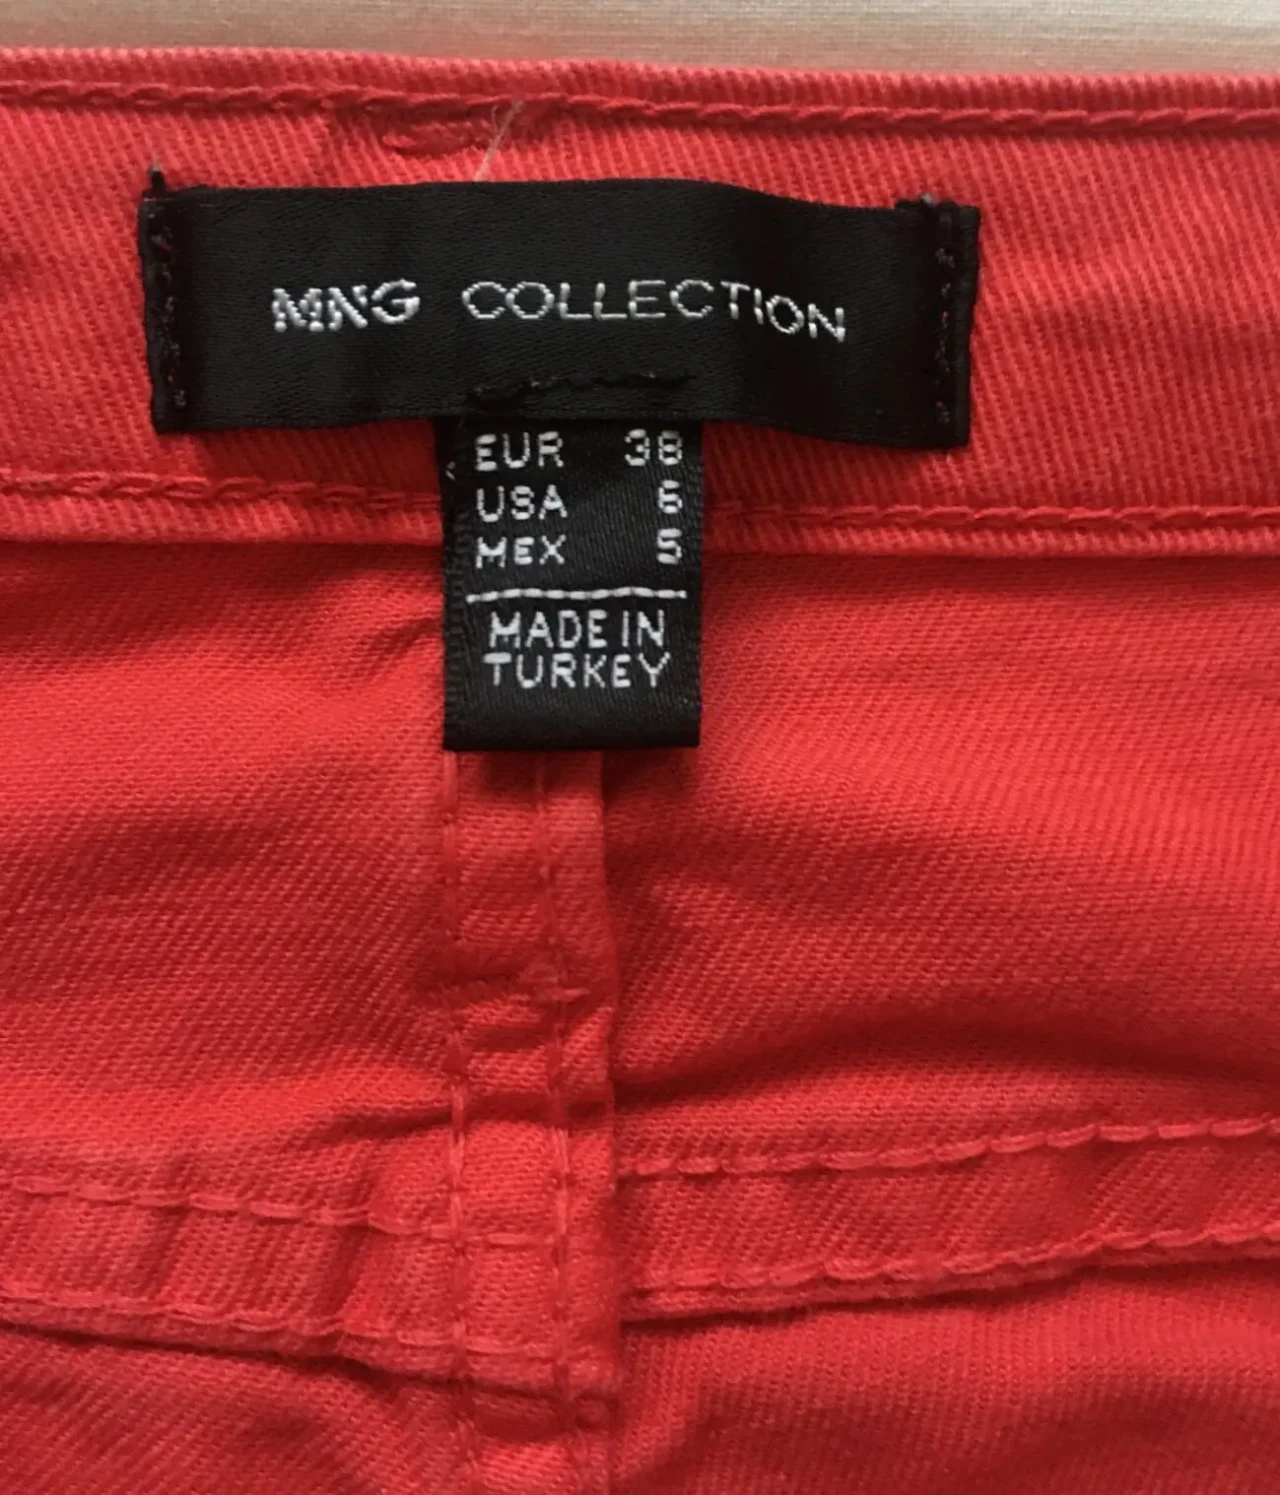 MNG COLLECTION
EUR 38
USA 6
MEX 5
MADE IN
TURKEY